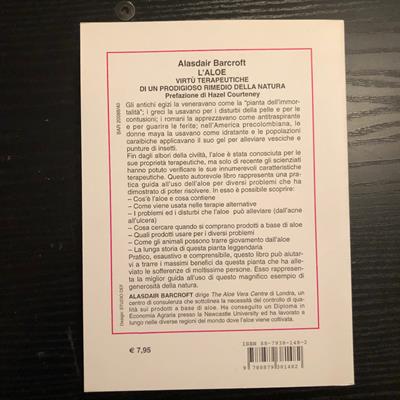 Alasdair Barcroft
L'ALOE
VIRTÙ TERAPEUTICHE
DI UN PRODIGIOSO RIMEDIO DELLA NATURA
Prefazione di Hazel Courteney
Gli antichi egizi la veneravano come la "pianta dell'immor-
talità"; i greci la usavano per i disturbi della pelle e per le
contusioni; i romani la apprezzavano come antitraspirante
e per guarire le ferite; nell'America precolombiana, le
donne maya la usavano come idratante e le popolazioni
caraibiche applicavano il suo gel per alleviare vesciche e
punture di insetti.
Fin dagli albori della civiltà, l'aloe è stata conosciuta per le
sue proprietà terapeutiche, ma solo di recente gli scienziati
hanno potuto verificare le sue innumerevoli caratteristiche
terapeutiche. Questo autorevole libro rappresenta una pra-
tica guida all'uso dell'aloe per diversi problemi che ha
dimostrato di poter risolvere. In esso è possibile scoprire:
– Cos'è l'aloe e cosa contiene
– Come viene usata nelle terapie alternative
– I problemi ed i disturbi che l'aloe può alleviare (dall'acne
all'ulcera)
– Cosa cercare quando si comprano prodotti a base di aloe
– Quali prodotti usare per i diversi problemi
– Come gli animali possono trarre giovamento dall'aloe
– La lunga storia di questa pianta leggendaria
Pratico, esaustivo e comprensibile, questo libro può aiutar-
vi a trarre i massimi benefici da questa pianta che ha alle-
viato le sofferenze di moltissime persone. Esso rappresen-
ta la miglior guida all'uso di questo magnifico esempio di
generosità della natura.
ALASDAIR BARCROFT dirige The Aloe Vera Centre di Londra, un
centro di consulenza che sottolinea la necessità del controllo di qua-
lità sui prodotti a base di aloe. Ha conseguito un Diploma in
Economia Agraria presso la Newcastle University ed ha lavorato a
lungo nelle diverse regioni del mondo dove l'aloe viene coltivata.
Design: STUDIO DEF
€ 7,95
ISBN 88-7938-148-2
9 788879 381482